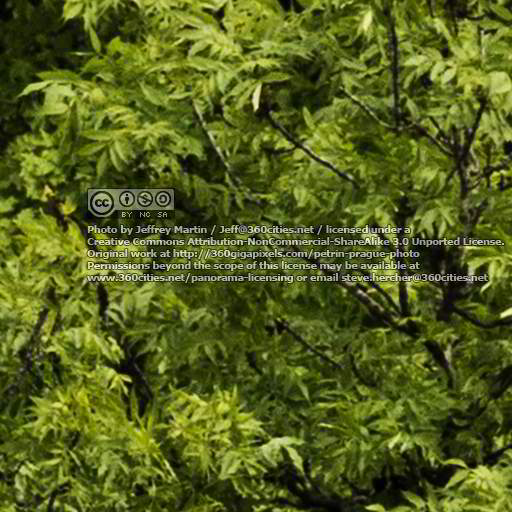 cc
BY NC SA
Photo by Jeffrey Martin / Jeff@360cities.net / licensed under a
Creative Commons Attribution-NonCommercial-ShareAlike 3.0 Unported License.
Original work at http://360gigapixels.com/petrin-prague-photo
Permissions beyond the scope of this license may be available at
www.360cities.net/panorama-licensing or email steve.hercher@360cities.net